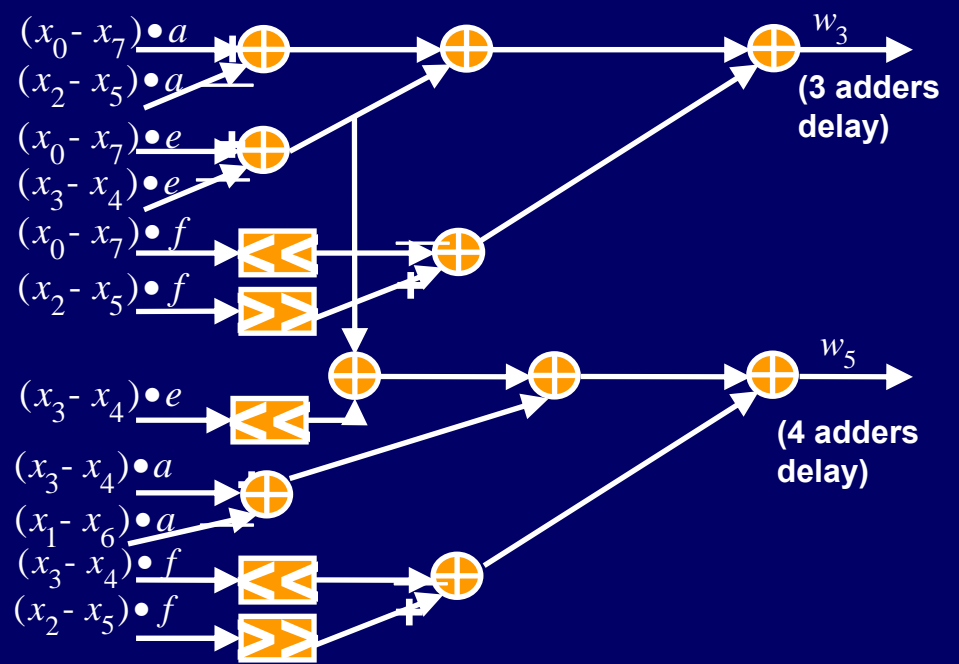 (x0 - x7)•a
+
w3
(x2 - x5)•a
—
(3 adders
delay)
(x0 - x7)•e
+
(x3 - x4)•e
—
(x0 - x7)•f
<<
—
(x2 - x5)•f
>>
+
w5
(x3 - x4)•e
<<
(4 adders
delay)
(x3 - x4)•a
+
(x1 - x6)•a
—
(x3 - x4)•f
<<
—
(x2 - x5)•f
>>
+